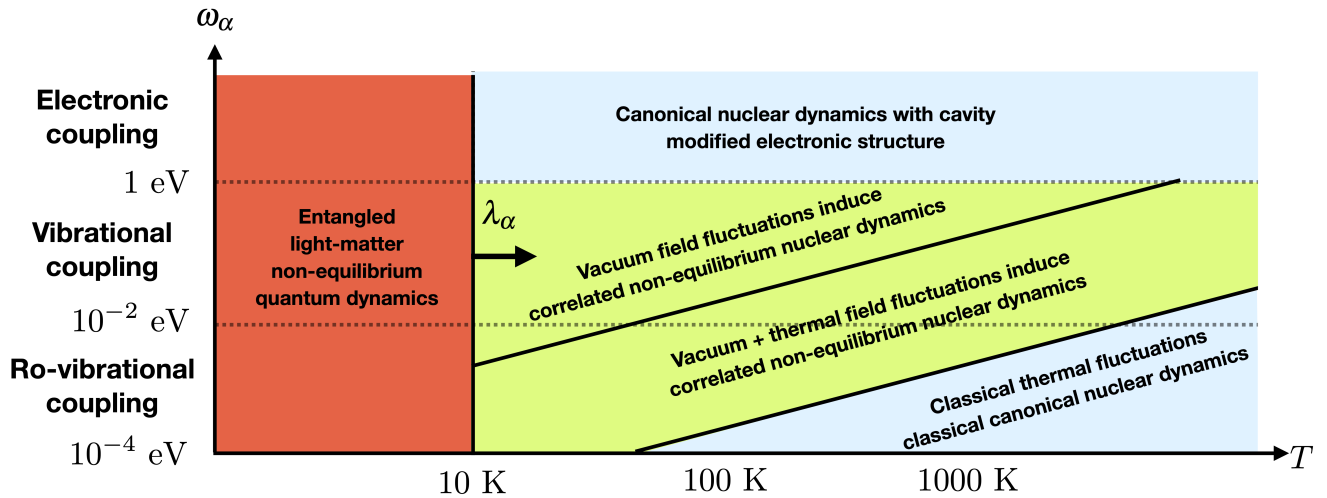 ωα
Electronic
coupling
1 eV
Vibrational
coupling
10⁻² eV
Ro-vibrational
coupling
10⁻⁴ eV
Entangled
light-matter
non-equilibrium
quantum dynamics
λα
Canonical nuclear dynamics with cavity
modified electronic structure
Vacuum field fluctuations induce
correlated non-equilibrium nuclear dynamics
Vacuum + thermal field fluctuations induce
correlated non-equilibrium nuclear dynamics
Classical thermal fluctuations
classical canonical nuclear dynamics
10 K
100 K
1000 K
T